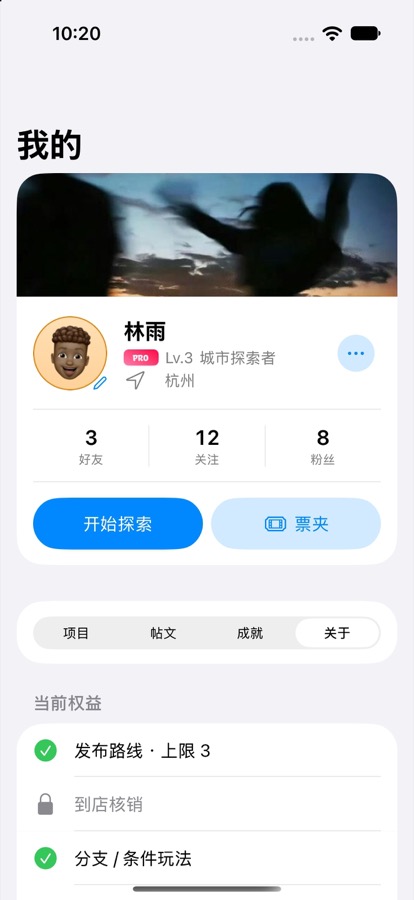 10:20
我的
林雨
PRO Lv.3 城市探索者
杭州
3 12 8
好友 关注 粉丝
开始探索 票夹
项目 帖文 成就 关于
当前权益
发布路线 · 上限 3
到店核销
分支 / 条件玩法